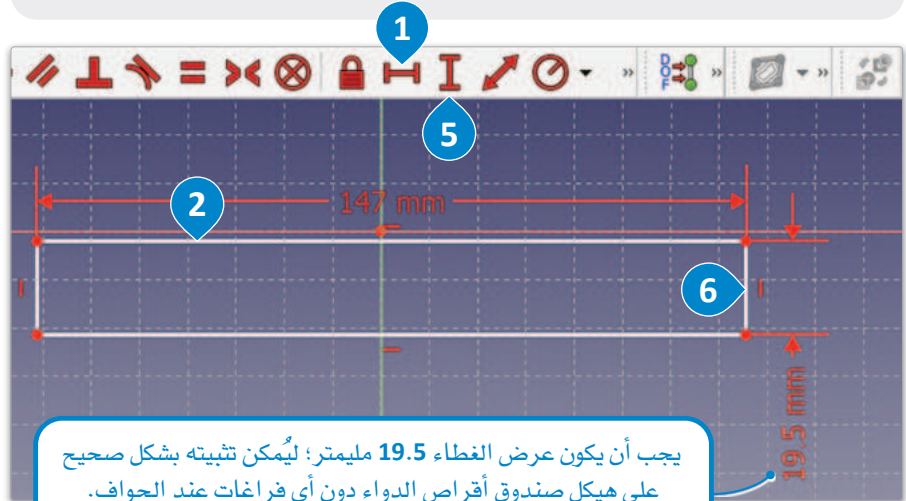 1
5
147 mm
2
6
19.5 mm
يجب أن يكون عرض الغطاء 19.5 مليمتر؛ ليُمكن تثبيته بشكل صحيح
على هيكل صندوق أقراص الدواء دون أي فراغات عند الحواف.